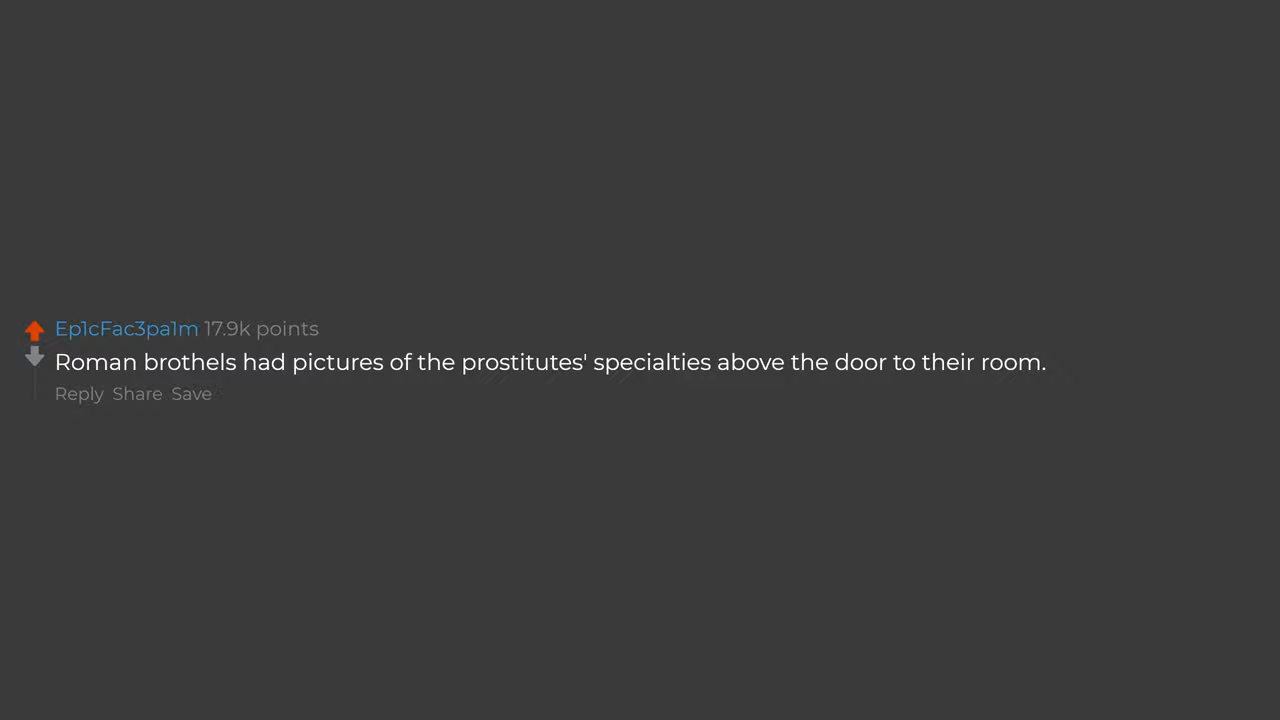 Ep1cFac3pa1m 17.9k points
Roman brothels had pictures of the prostitutes' specialties above the door to their room.
Reply Share Save